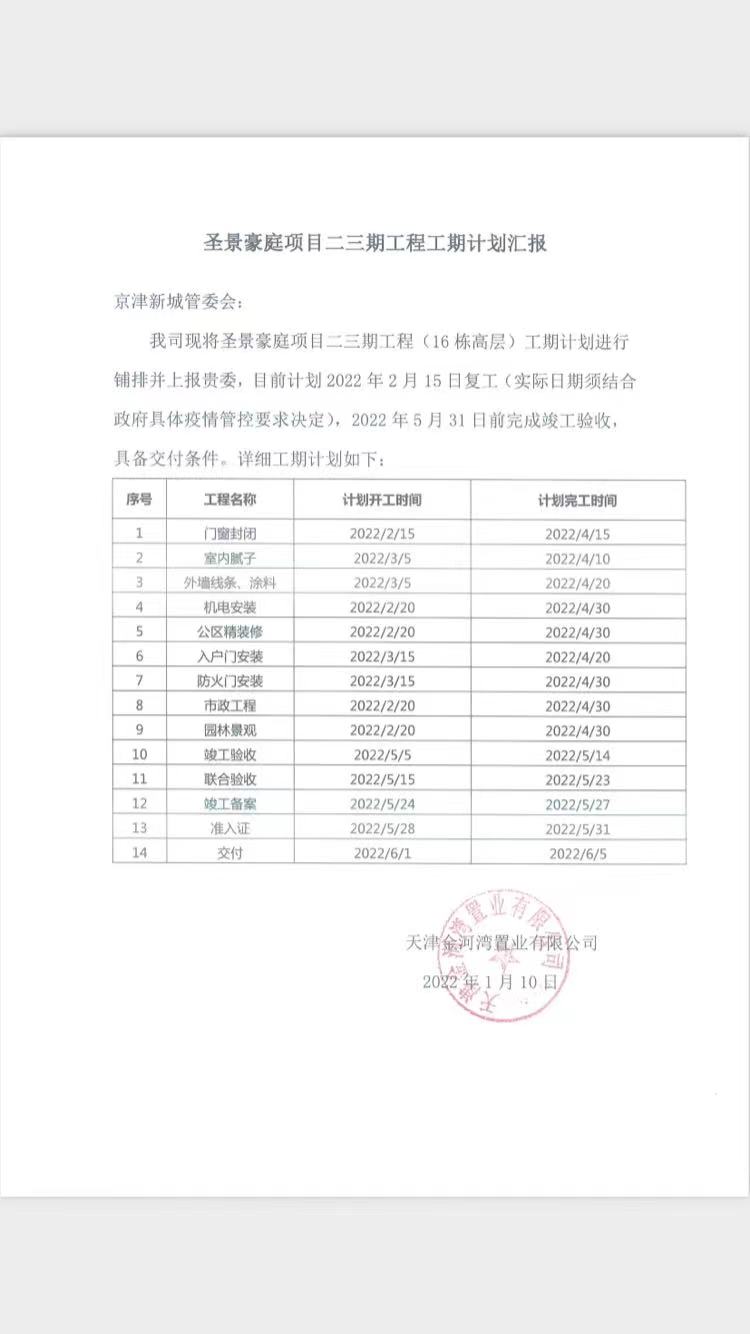 圣景豪庭项目二三期工程工期计划汇报
京津新城管委会：
我司现将圣景豪庭项目二三期工程（16 栋高层）工期计划进行
铺排并上报贵委，目前计划 2022 年 2 月 15 日复工（实际日期须结合
政府具体疫情管控要求决定），2022 年 5 月 31 日前完成竣工验收，
具备交付条件。详细工期计划如下：
序号 工程名称 计划开工时间 计划完工时间
1 门窗封闭 2022/2/15 2022/4/15
2 室内腻子 2022/3/5 2022/4/10
3 外墙线条、涂料 2022/3/5 2022/4/20
4 机电安装 2022/2/20 2022/4/30
5 公区精装修 2022/2/20 2022/4/30
6 入户门安装 2022/3/15 2022/4/20
7 防火门安装 2022/3/15 2022/4/30
8 市政工程 2022/2/20 2022/4/30
9 园林景观 2022/2/20 2022/4/30
10 竣工验收 2022/5/5 2022/5/14
11 联合验收 2022/5/15 2022/5/23
12 竣工备案 2022/5/24 2022/5/27
13 准入证 2022/5/28 2022/5/31
14 交付 2022/6/1 2022/6/5
天津金河湾置业有限公司
2022 年 1 月 10 日
天津金河湾置业有限公司